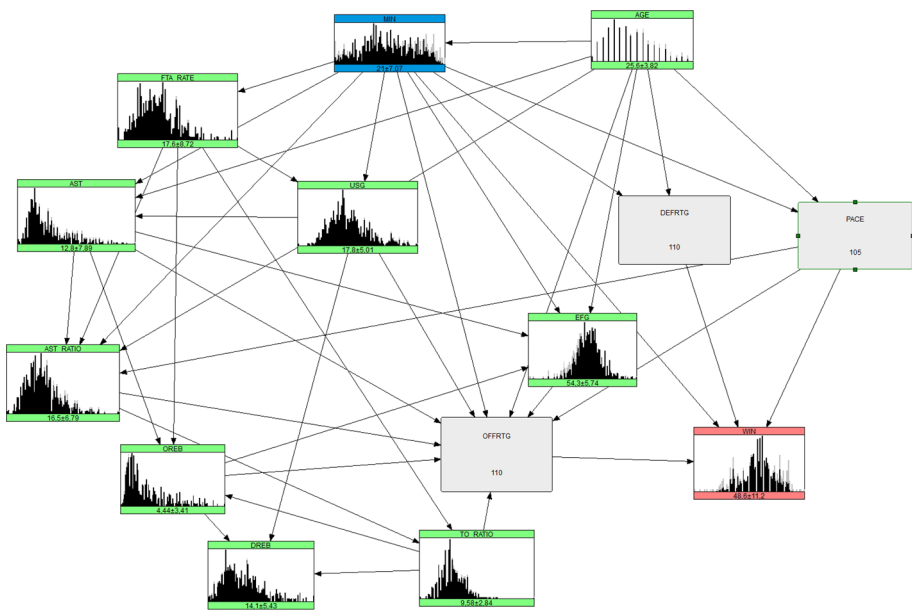 MIN
21±7.07
AGE
25.6±3.82
FTA_RATE
17.6±8.72
AST
12.8±7.89
USG
17.8±5.01
DEFRTG
110
PACE
105
EFG
54.3±5.74
AST_RATIO
16.5±6.79
OFFRTG
110
WIN
48.6±11.2
OREB
4.44±3.41
TO_RATIO
9.58±2.84
DREB
14.1±5.43